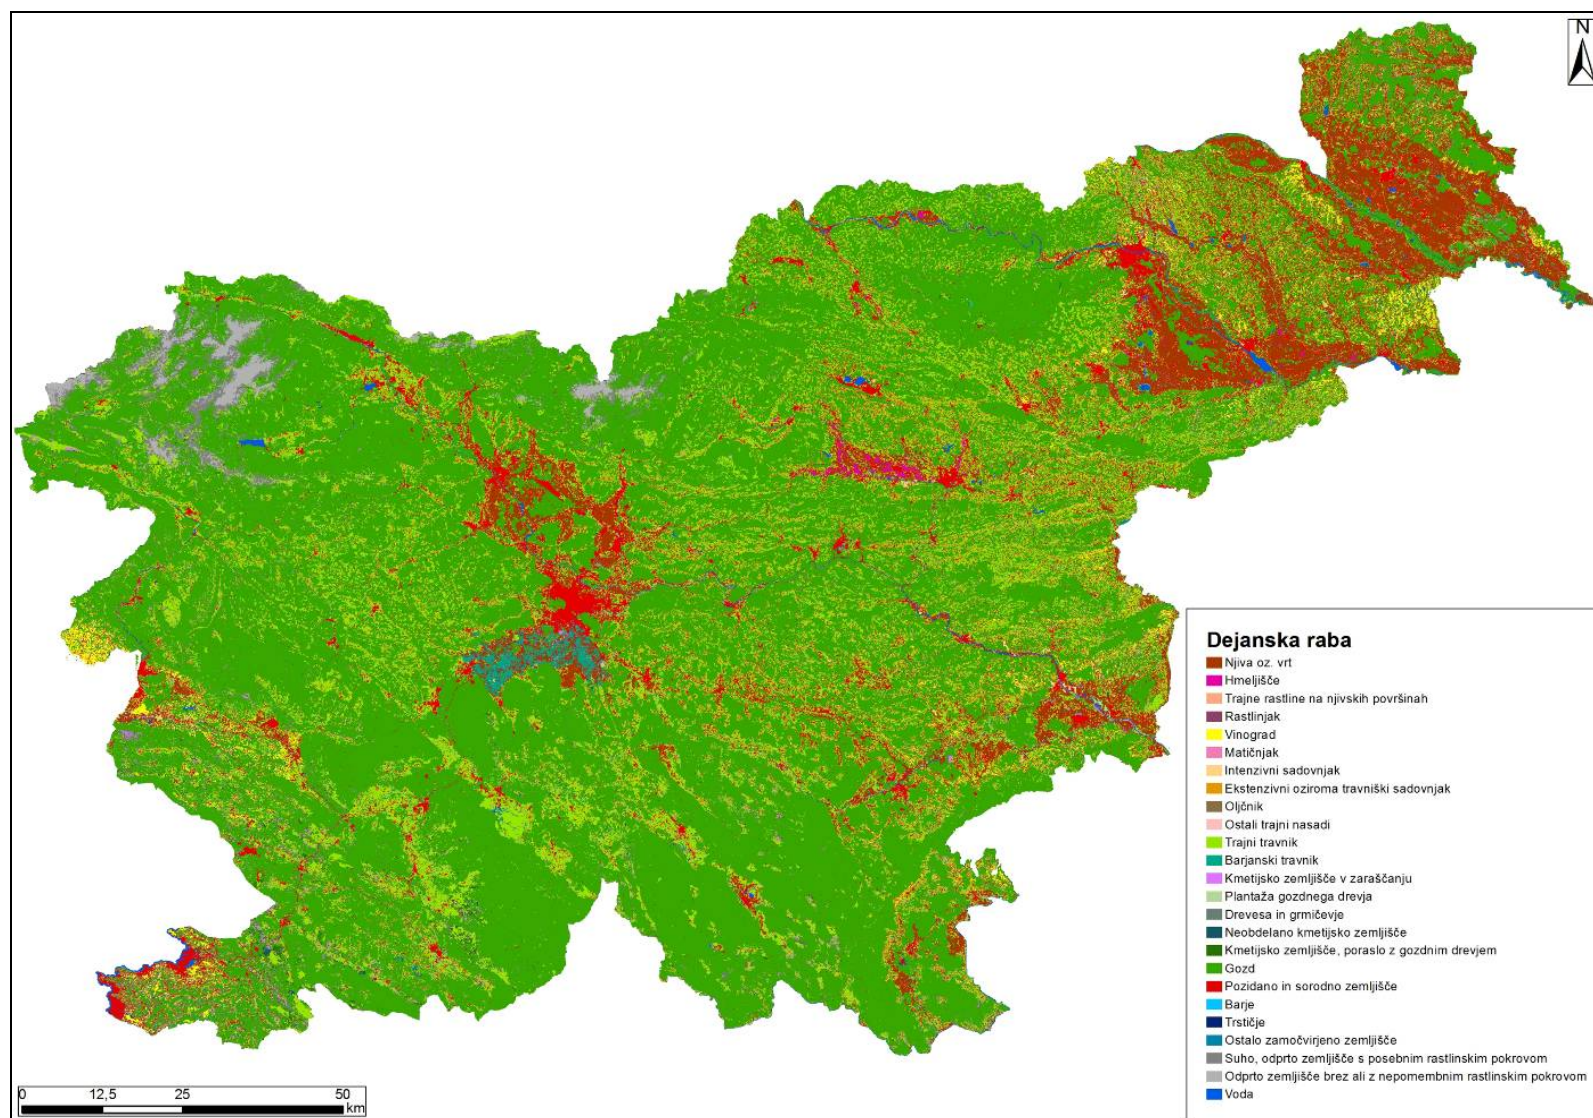 N
Dejanska raba
Njiva oz. vrt
Hmeljišče
Trajne rastline na njivskih površinah
Rastlinjak
Vinograd
Matičnjak
Intenzivni sadovnjak
Ekstenzivni oziroma travniški sadovnjak
Oljčnik
Ostali trajni nasadi
Trajni travnik
Barjanski travnik
Kmetijsko zemljišče v zaraščanju
Plantaža gozdnega drevja
Drevesa in grmičevje
Neobdelano kmetijsko zemljišče
Kmetijsko zemljišče, poraslo z gozdnim drevjem
Gozd
Pozidano in sorodno zemljišče
Barje
Trstičje
Ostalo zamočvirjeno zemljišče
Suho, odprto zemljišče s posebnim rastlinskim pokrovom
Odprto zemljišče brez ali z nepomembnim rastlinskim pokrovom
Voda
0 12,5 25 50
km